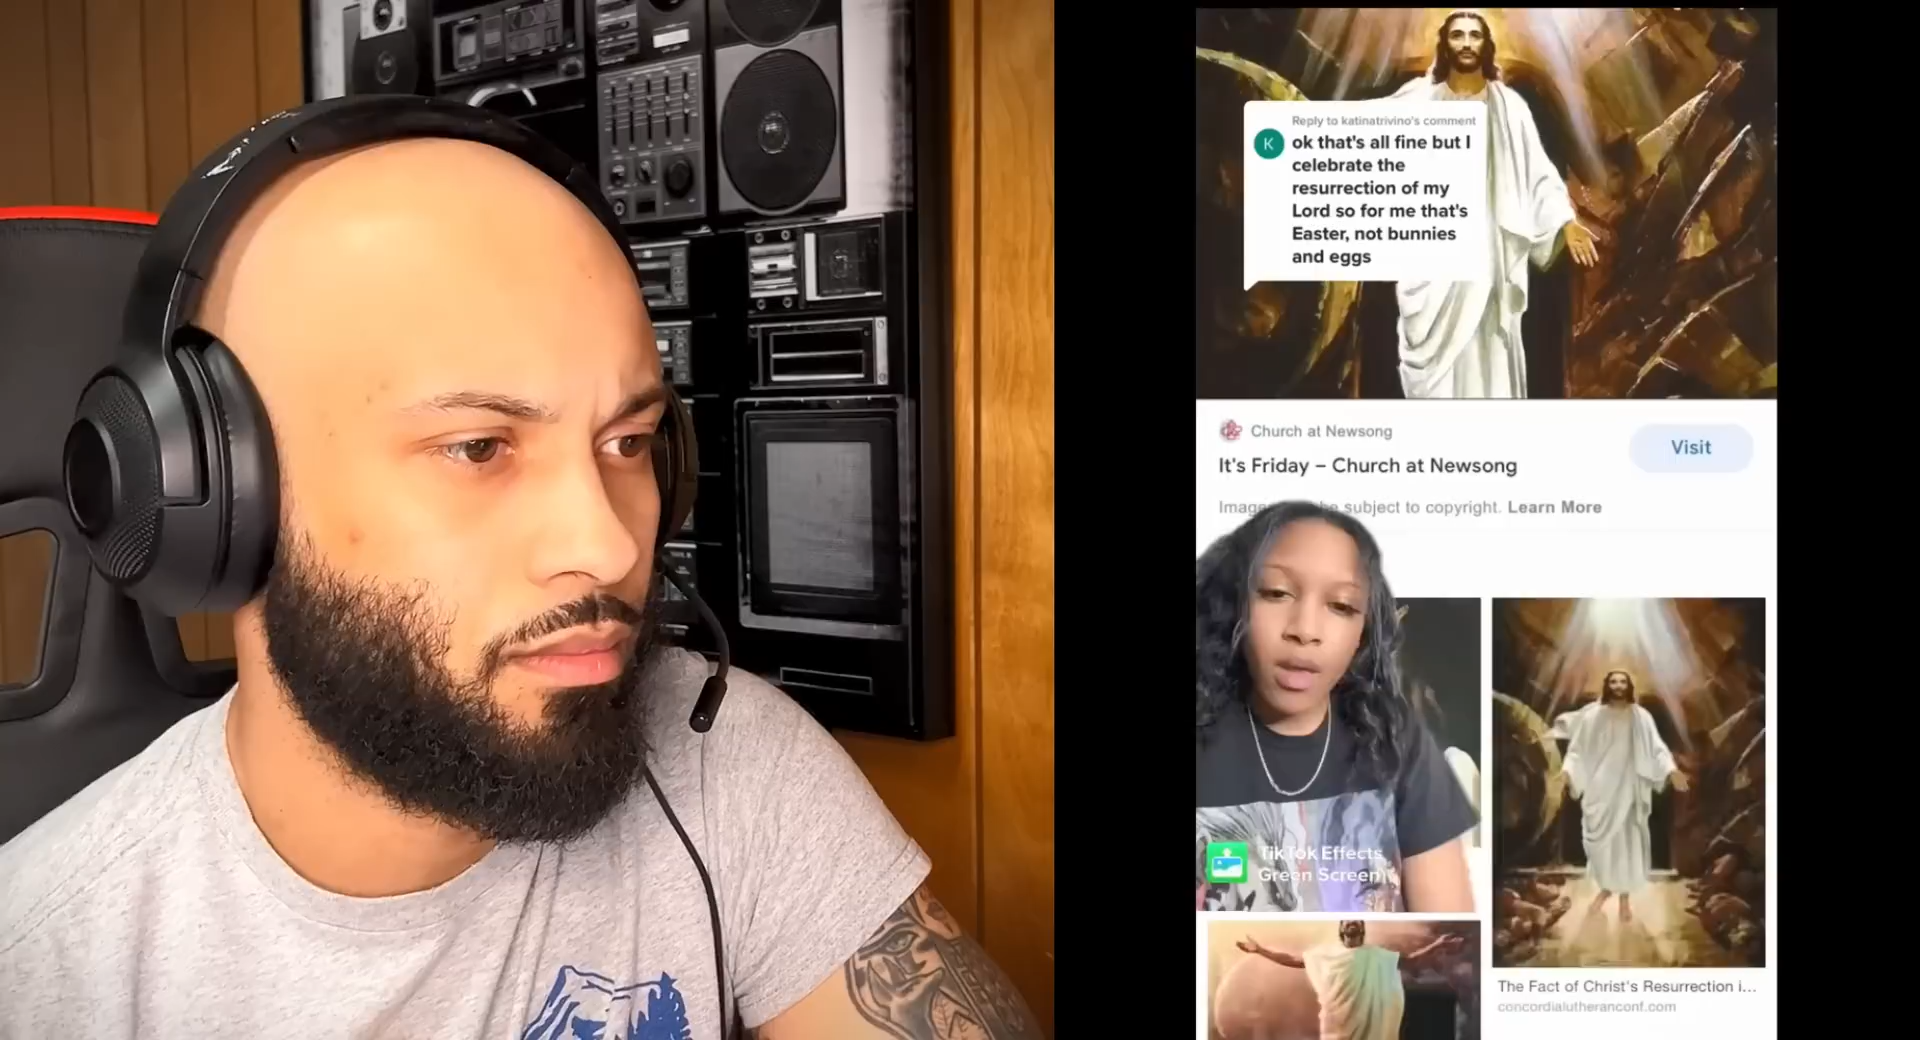 Reply to katinatrivino's comment
K
ok that's all fine but I
celebrate the
resurrection of my
Lord so for me that's
Easter, not bunnies
and eggs
Church at Newsong
Visit
It's Friday – Church at Newsong
subject to copyright. Learn More
TikTok Effects
Green Screen
The Fact of Christ's Resurrection i...
concordialutheranconf.com